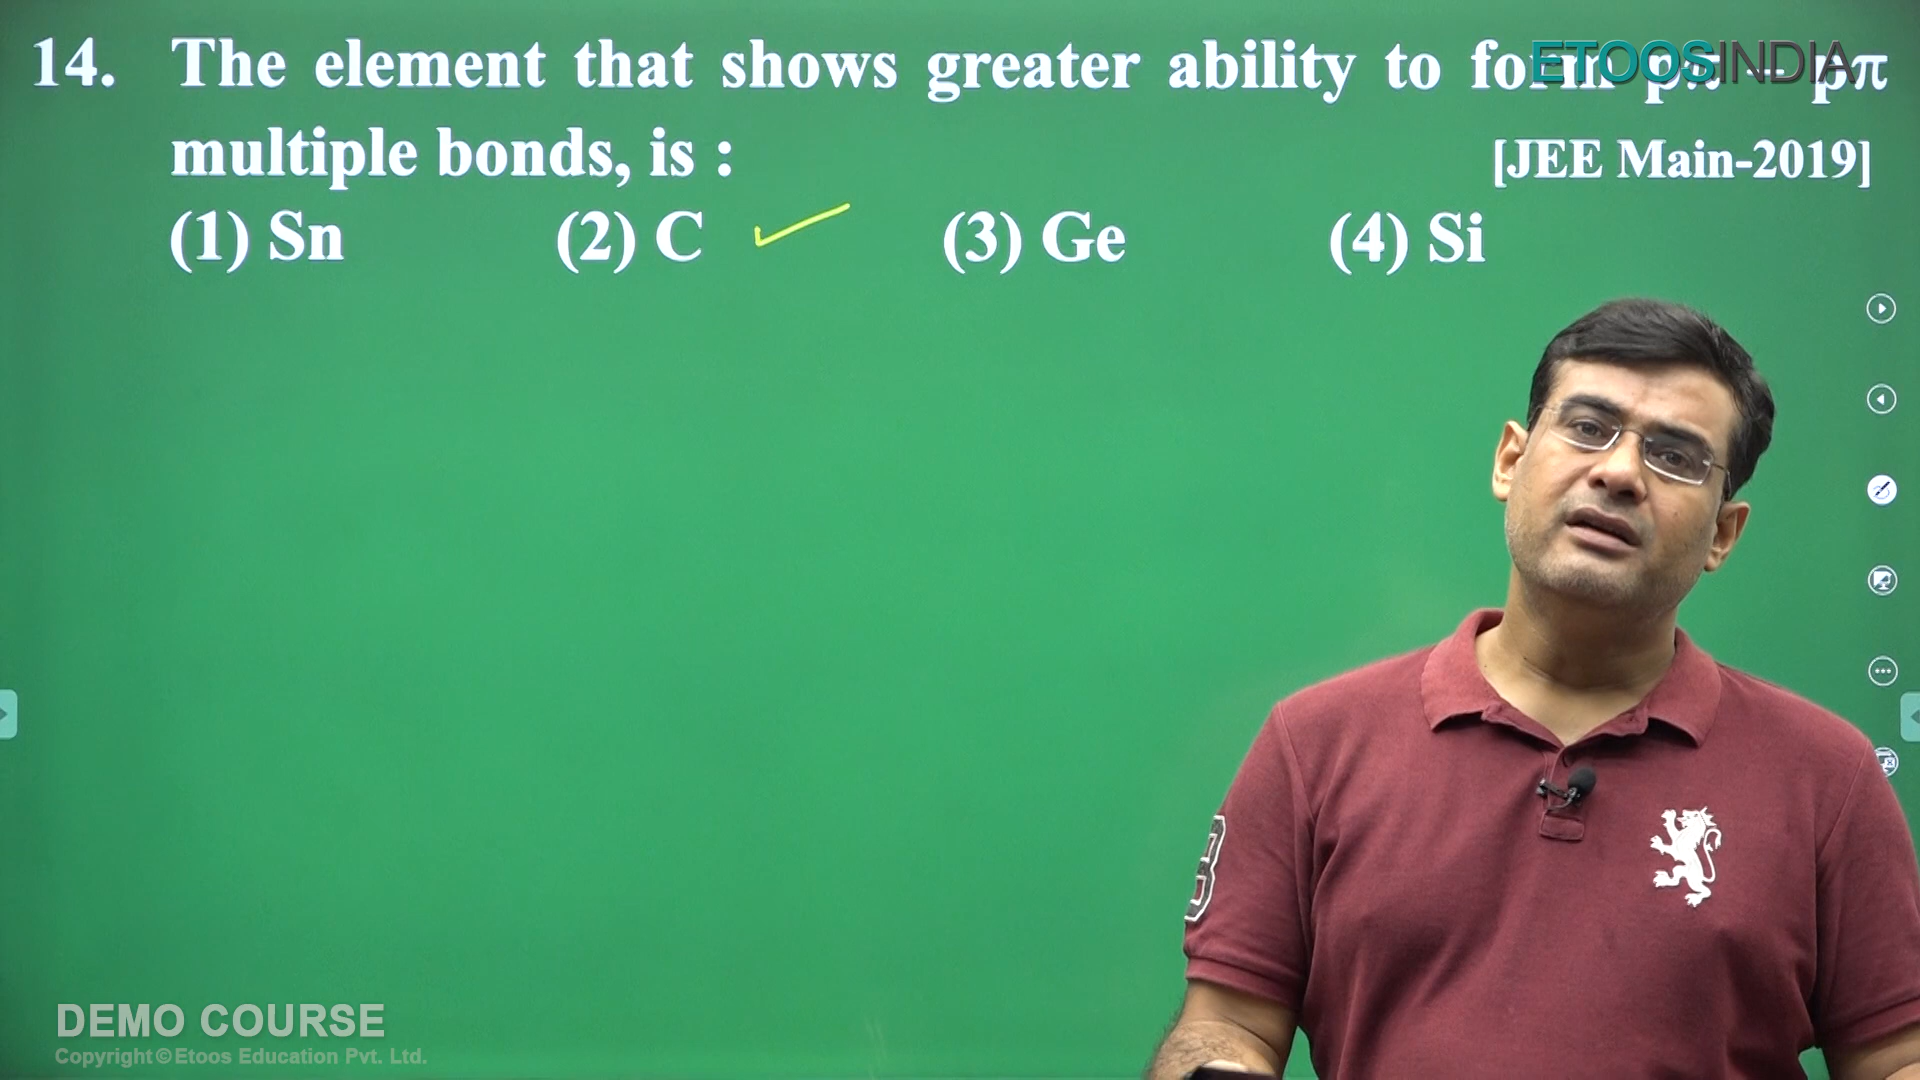 ETOOSINDIA
14. The element that shows greater ability to form pπ – pπ
multiple bonds, is :
[JEE Main-2019]
(1) Sn (2) C (3) Ge (4) Si
DEMO COURSE
Copyright © Etoos Education Pvt. Ltd.